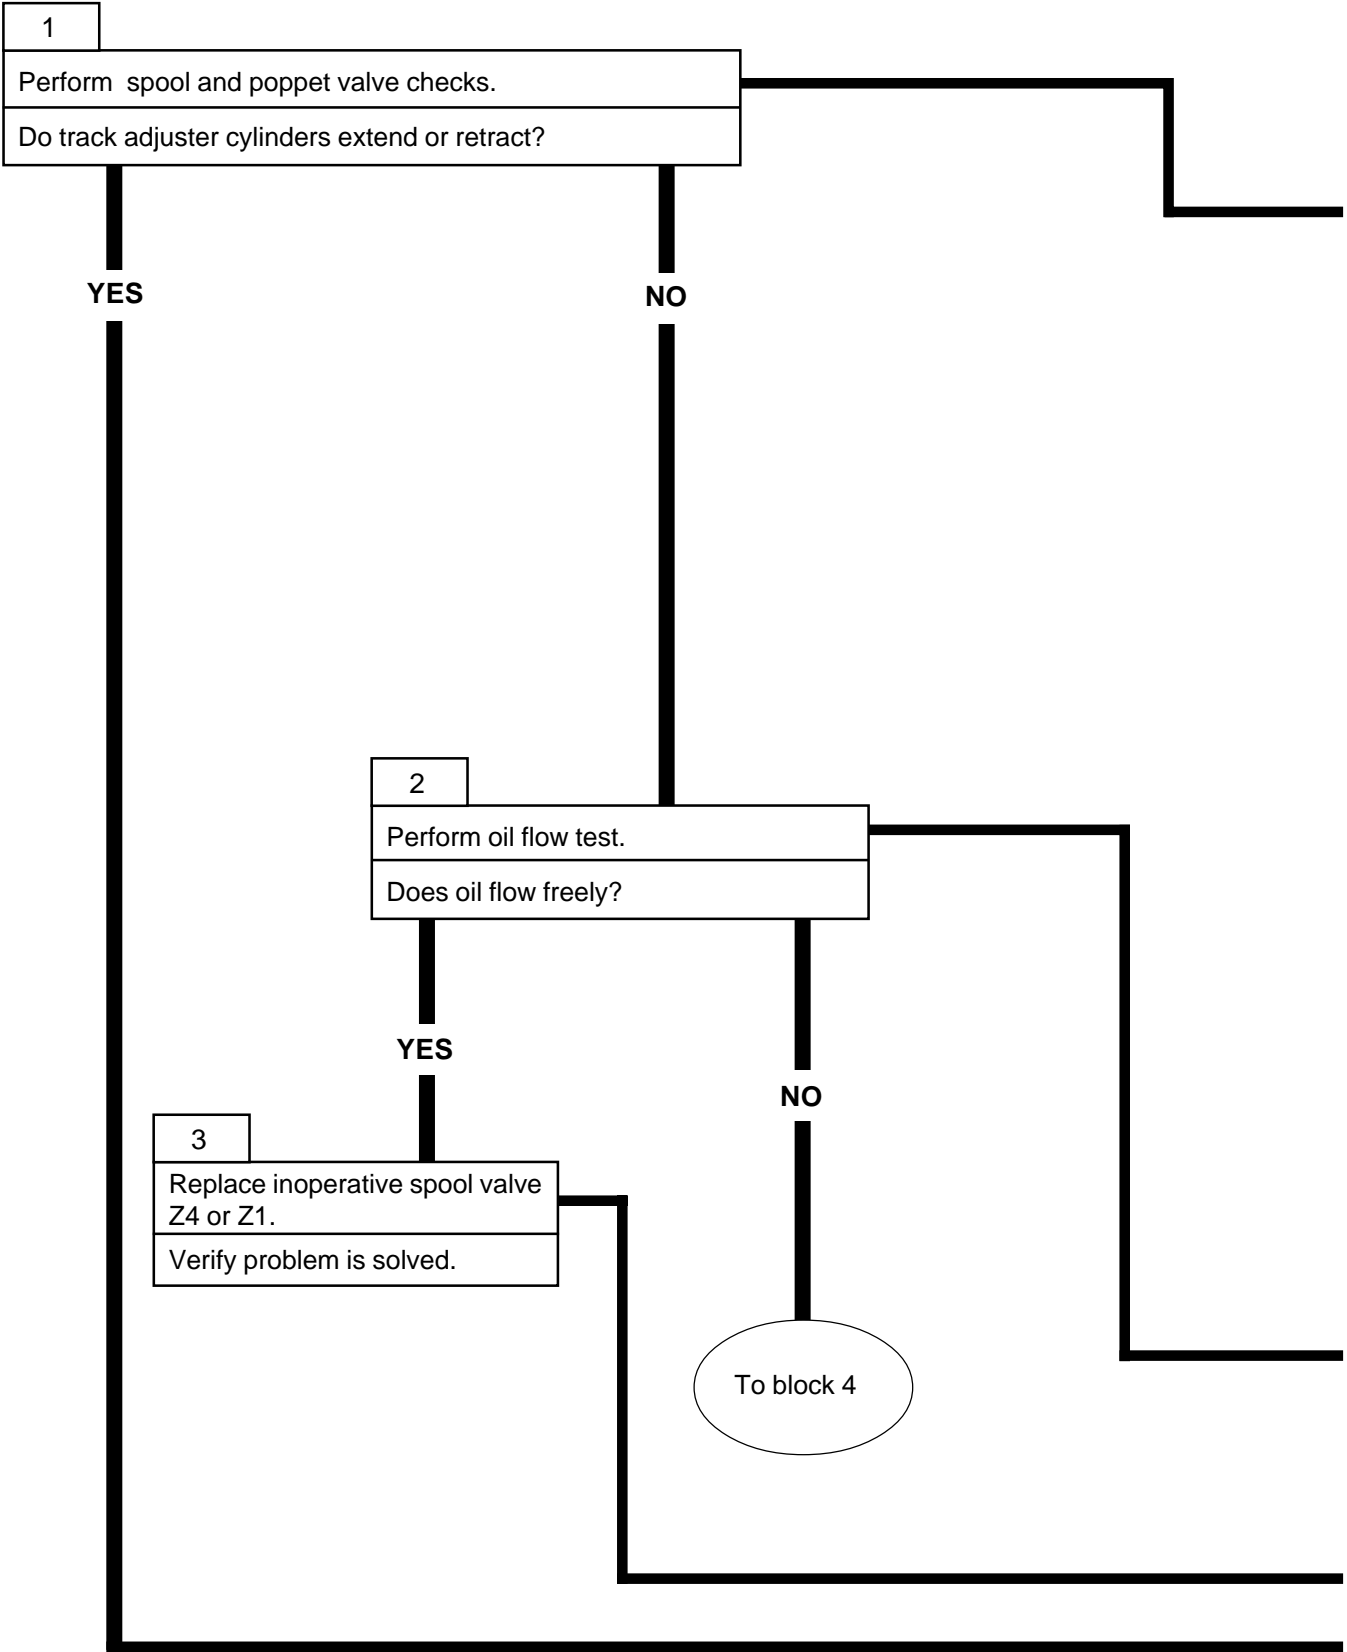 1
Perform spool and poppet valve checks.
Do track adjuster cylinders extend or retract?
YES
NO
2
Perform oil flow test.
Does oil flow freely?
YES
NO
3
Replace inoperative spool valve
Z4 or Z1.
Verify problem is solved.
To block 4